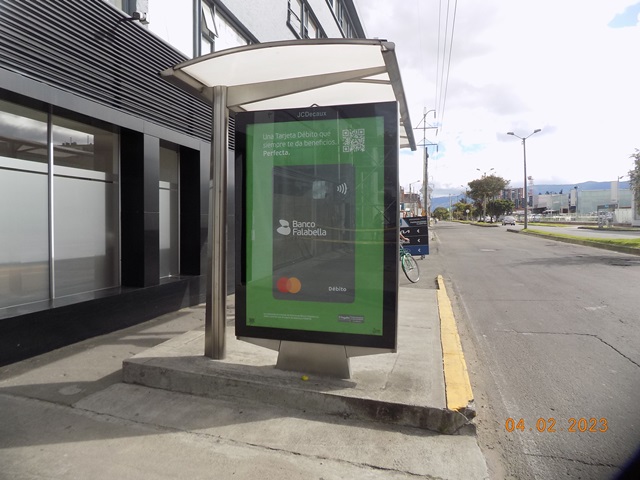 JCDecaux
Una Tarjeta Débito que
siempre te da beneficios.
Perfecta.
Banco
Falabella
Débito
04.02.2023